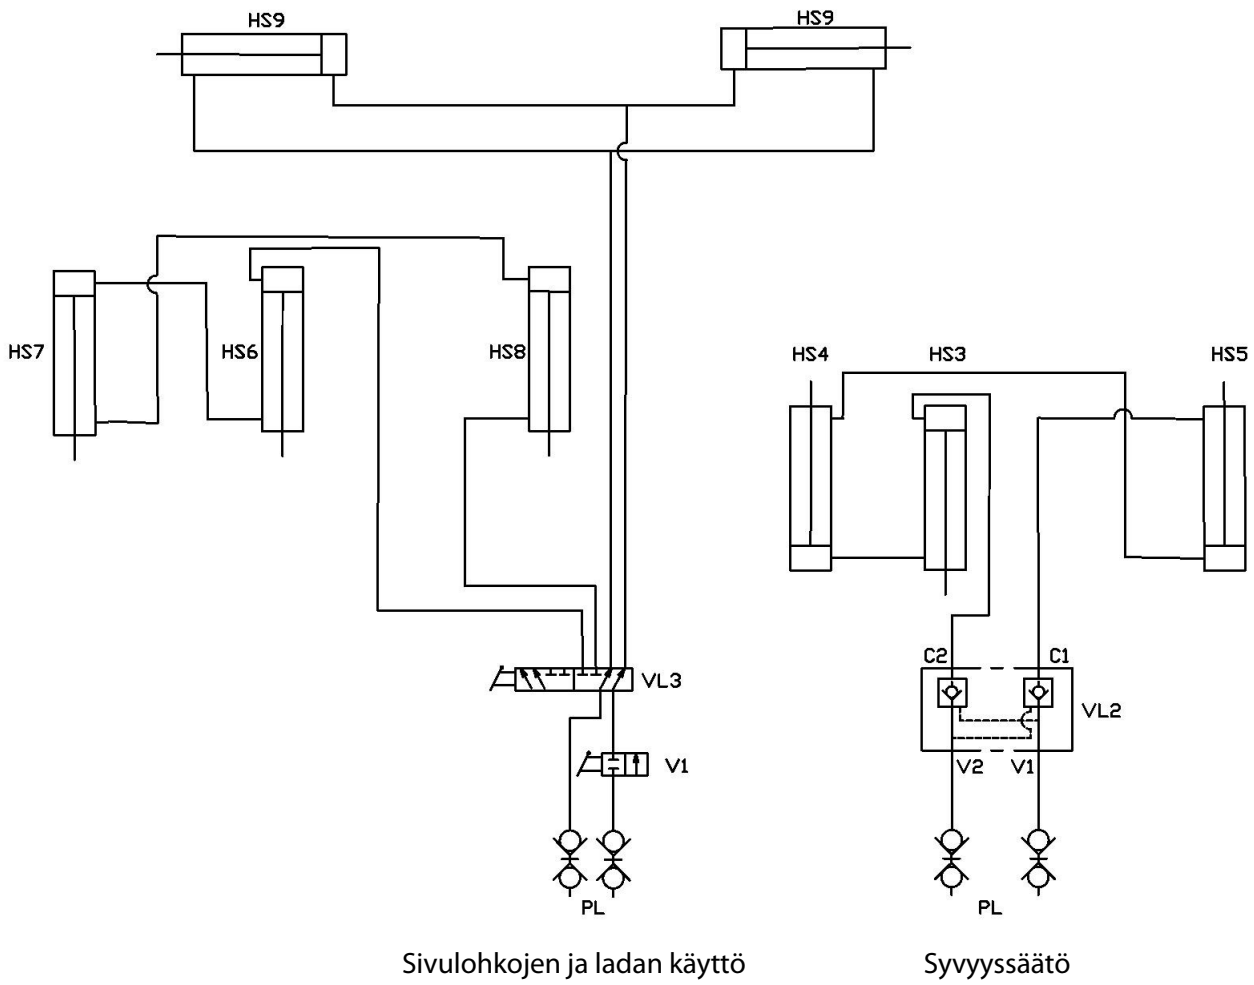 HS9
HS9
HS7
HS6
HS8
HS4
HS3
HS5
C2
C1
VL3
VL2
V1
V2
V1
PL
PL
Sivulohkojen ja ladan käyttö
Syvyyssäätö